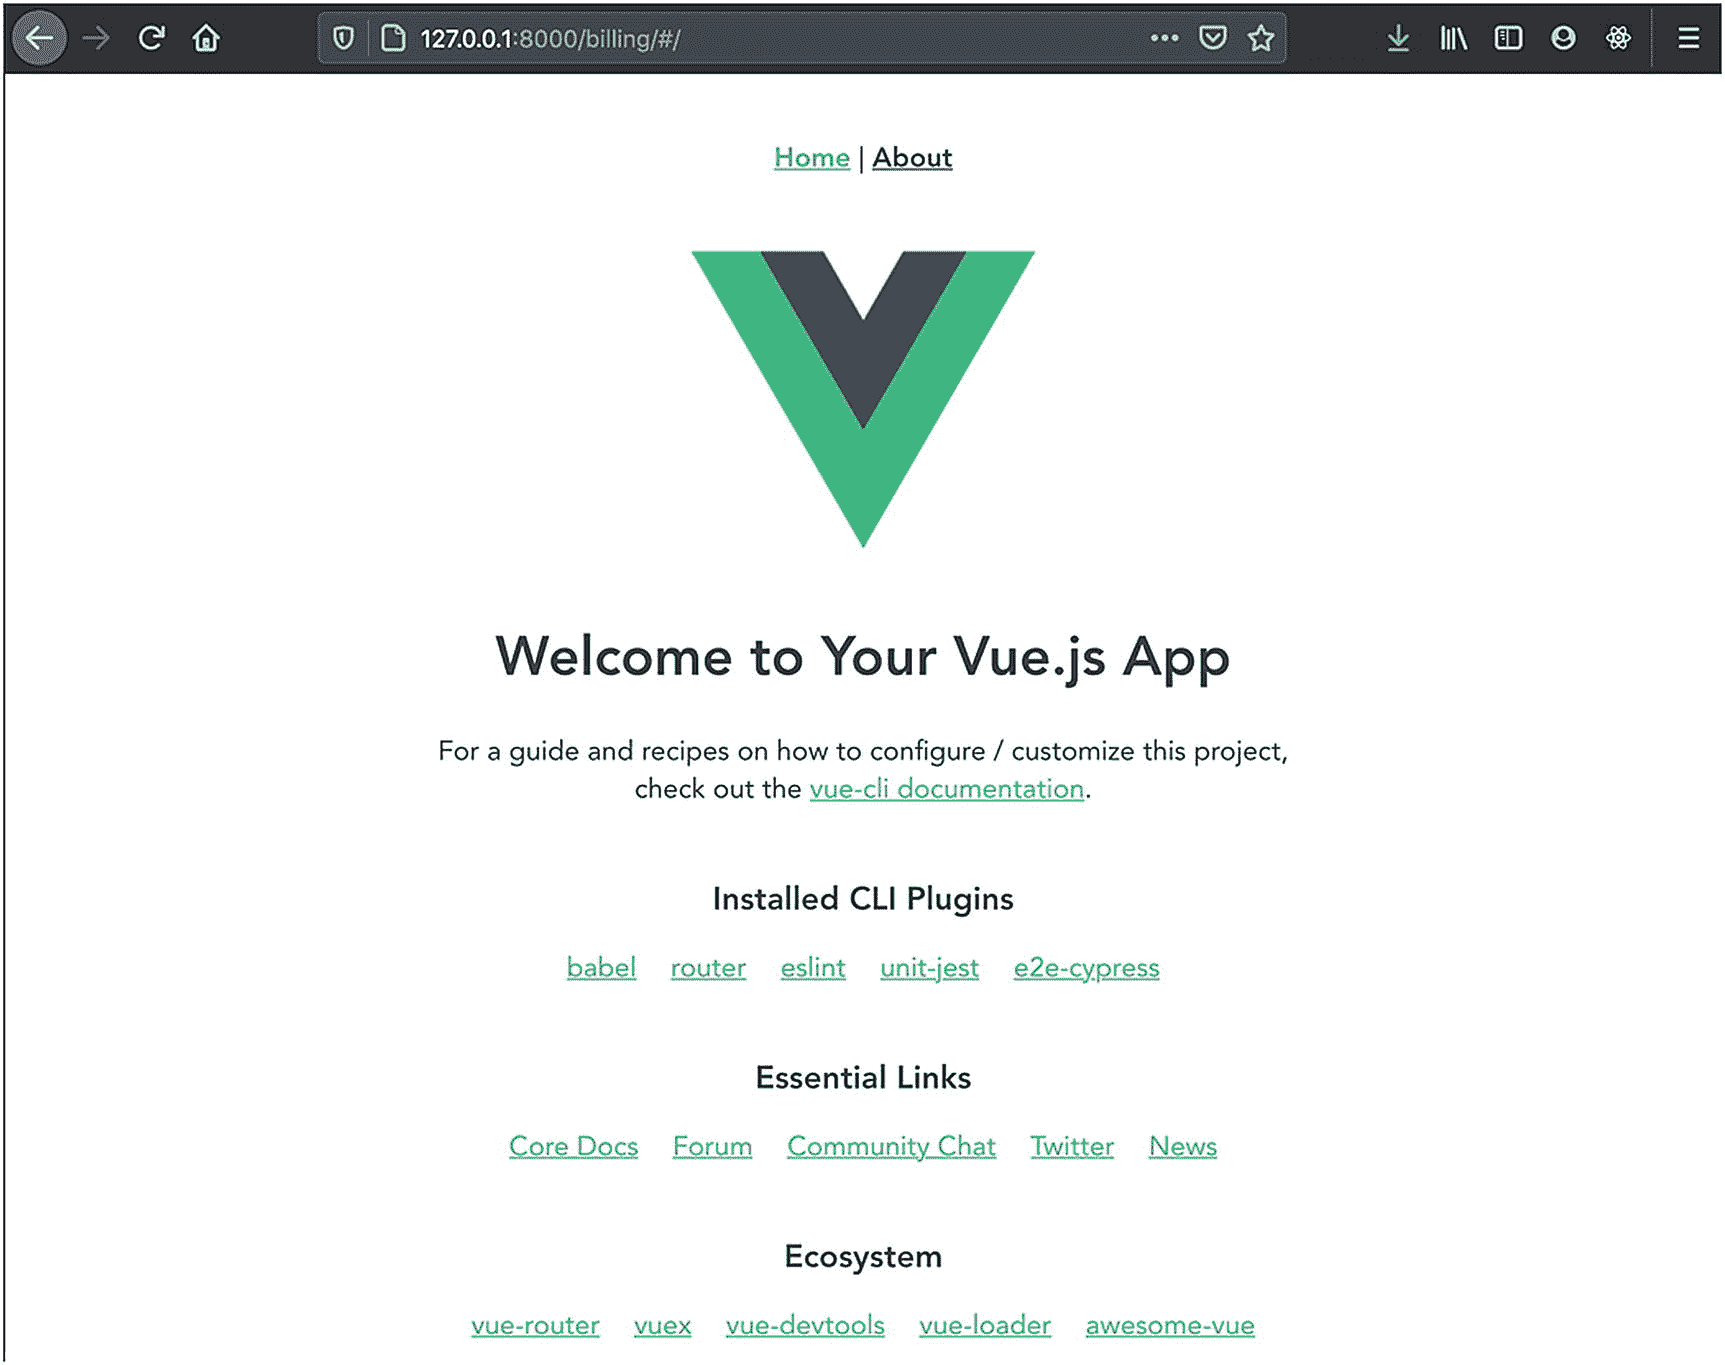 127.0.0.1:8000/billing/#/
Home | About
Welcome to Your Vue.js App
For a guide and recipes on how to configure / customize this project,
check out the vue-cli documentation.
Installed CLI Plugins
babel router eslint unit-jest e2e-cypress
Essential Links
Core Docs Forum Community Chat Twitter News
Ecosystem
vue-router vuex vue-devtools vue-loader awesome-vue